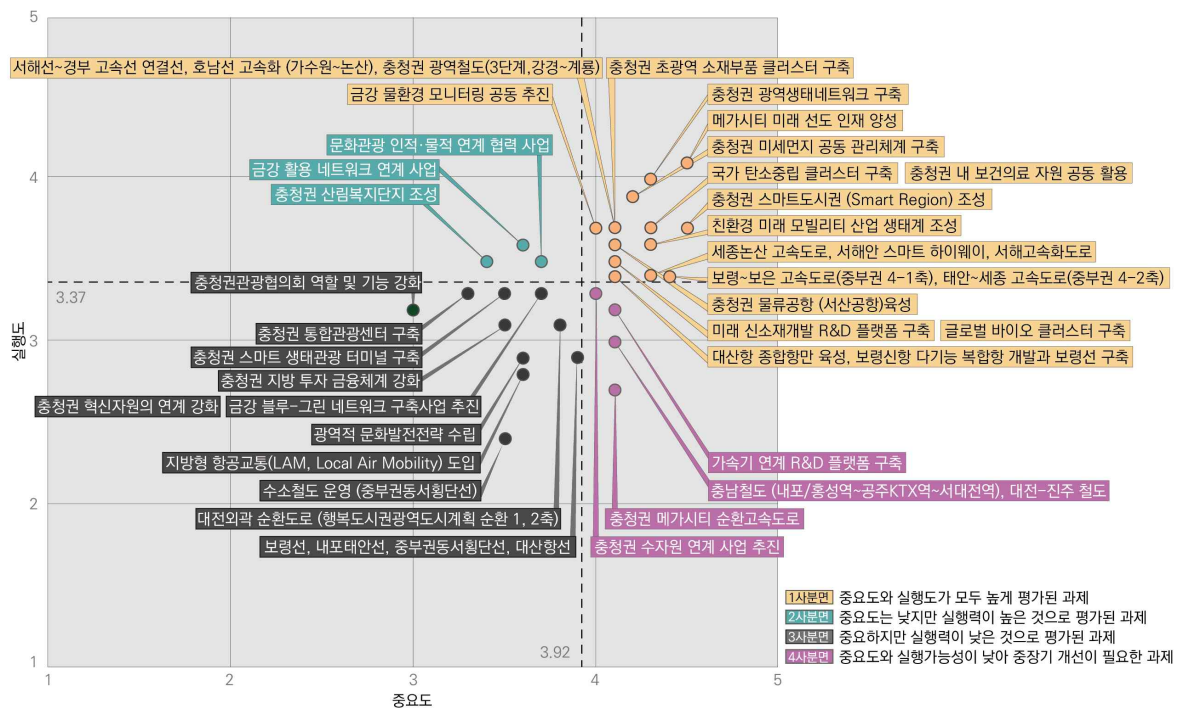 5
서해선~경부 고속선 연결선, 호남선 고속화 (가수원~논산), 충청권 광역철도(3단계,강경~계룡)
충청권 초광역 소재부품 클러스터 구축
금강 물환경 모니터링 공동 추진
충청권 광역생태네트워크 구축
메가시티 미래 선도 인재 양성
문화관광 인적·물적 연계 협력 사업
충청권 미세먼지 공동 관리체계 구축
금강 활용 네트워크 연계 사업
4
국가 탄소중립 클러스터 구축
충청권 내 보건의료 자원 공동 활용
충청권 산림복지단지 조성
충청권 스마트도시권 (Smart Region) 조성
친환경 미래 모빌리티 산업 생태계 조성
세종논산 고속도로, 서해안 스마트 하이웨이, 서해고속화도로
충청권관광협의회 역할 및 기능 강화
보령~보은 고속도로(중부권 4-1축), 태안~세종 고속도로(중부권 4-2축)
3.37
충청권 물류공항 (서산공항)육성
충청권 통합관광센터 구축
미래 신소재개발 R&D 플랫폼 구축
글로벌 바이오 클러스터 구축
실행도
3
충청권 스마트 생태관광 터미널 구축
대산항 종합항만 육성, 보령신항 다기능 복합항 개발과 보령선 구축
충청권 지방 투자 금융체계 강화
충청권 혁신자원의 연계 강화
금강 블루-그린 네트워크 구축사업 추진
광역적 문화발전전략 수립
지방형 항공교통(LAM, Local Air Mobility) 도입
가속기 연계 R&D 플랫폼 구축
수소철도 운영 (중부권동서횡단선)
충남철도 (내포/홍성역~공주KTX역~서대전역), 대전-진주 철도
2
대전외곽 순환도로 (행복도시권광역도시계획 순환 1, 2축)
충청권 메가시티 순환고속도로
보령선, 내포태안선, 중부권동서횡단선, 대산항선
충청권 수자원 연계 사업 추진
1사분면 중요도와 실행도가 모두 높게 평가된 과제
2사분면 중요도는 낮지만 실행력이 높은 것으로 평가된 과제
3사분면 중요하지만 실행력이 낮은 것으로 평가된 과제
4사분면 중요도와 실행가능성이 낮아 중장기 개선이 필요한 과제
3.92
1
1 2 3 4 5
중요도